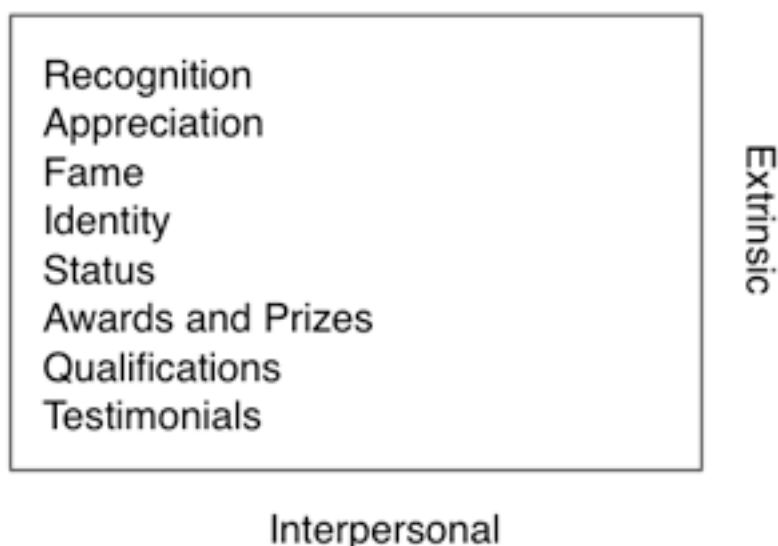 Recognition
Appreciation
Fame
Identity
Status
Awards and Prizes
Qualifications
Testimonials
Extrinsic
Interpersonal